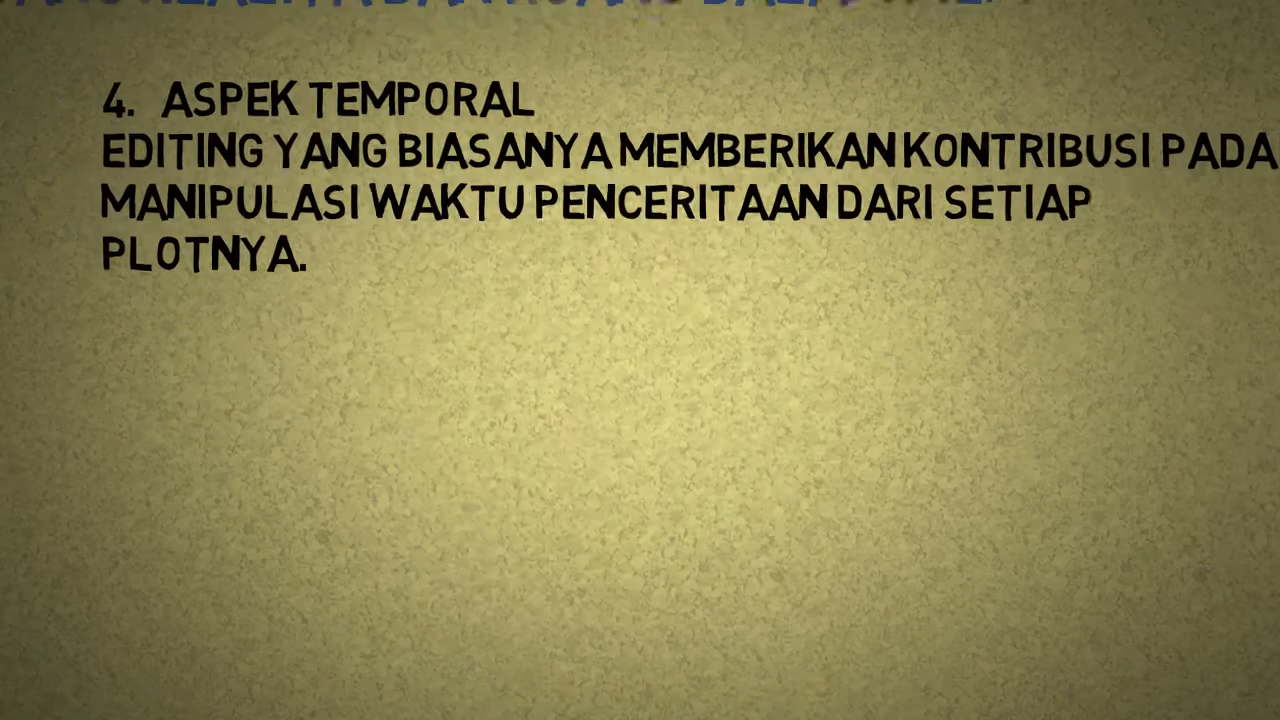 4. ASPEK TEMPORAL
EDITING YANG BIASANYA MEMBERIKAN KONTRIBUSI PADA
MANIPULASI WAKTU PENCERITAAN DARI SETIAP
PLOTNYA.